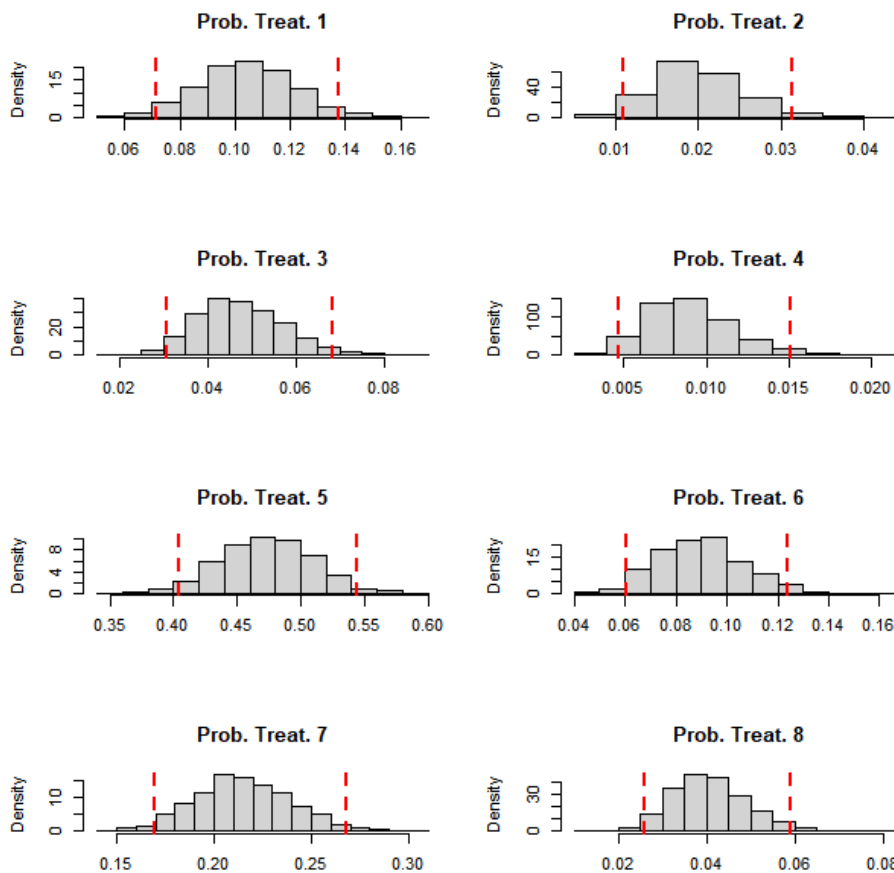 Prob. Treat. 1
Density
0 15
0.06 0.08 0.10 0.12 0.14 0.16
Prob. Treat. 2
Density
0 40
0.01 0.02 0.03 0.04
Prob. Treat. 3
Density
0 20
0.02 0.04 0.06 0.08
Prob. Treat. 4
Density
0 100
0.005 0.010 0.015 0.020
Prob. Treat. 5
Density
0 4 8
0.35 0.40 0.45 0.50 0.55 0.60
Prob. Treat. 6
Density
0 15
0.04 0.06 0.08 0.10 0.12 0.14 0.16
Prob. Treat. 7
Density
0 10
0.15 0.20 0.25 0.30
Prob. Treat. 8
Density
0 30
0.02 0.04 0.06 0.08